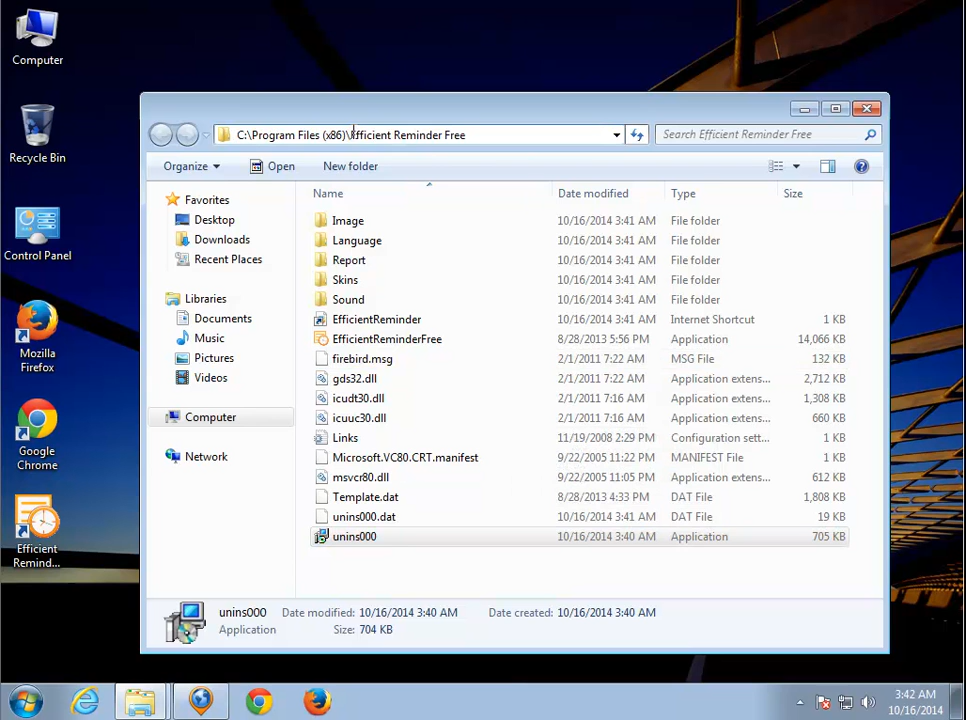 Computer
Recycle Bin
Control Panel
Mozilla
Firefox
Google
Chrome
Efficient
Remind...
C:\Program Files (x86)\Efficient Reminder Free
Search Efficient Reminder Free
Organize
Open
New folder
Favorites
Desktop
Downloads
Recent Places
Libraries
Documents
Music
Pictures
Videos
Computer
Network
Name Date modified Type Size
Image 10/16/2014 3:41 AM File folder
Language 10/16/2014 3:41 AM File folder
Report 10/16/2014 3:41 AM File folder
Skins 10/16/2014 3:41 AM File folder
Sound 10/16/2014 3:41 AM File folder
EfficientReminder 10/16/2014 3:41 AM Internet Shortcut 1 KB
EfficientReminderFree 8/28/2013 5:56 PM Application 14,066 KB
firebird.msg 2/1/2011 7:22 AM MSG File 132 KB
gds32.dll 2/1/2011 7:22 AM Application extens... 2,712 KB
icudt30.dll 2/1/2011 7:16 AM Application extens... 1,308 KB
icuuc30.dll 2/1/2011 7:16 AM Application extens... 660 KB
Links 11/19/2008 2:29 PM Configuration sett... 1 KB
Microsoft.VC80.CRT.manifest 9/22/2005 11:22 PM MANIFEST File 1 KB
msvcr80.dll 9/22/2005 11:05 PM Application extens... 612 KB
Template.dat 8/28/2013 4:33 PM DAT File 1,808 KB
unins000.dat 10/16/2014 3:41 AM DAT File 19 KB
unins000 10/16/2014 3:40 AM Application 705 KB
unins000 Date modified: 10/16/2014 3:40 AM Date created: 10/16/2014 3:40 AM
Application Size: 704 KB
3:42 AM
10/16/2014